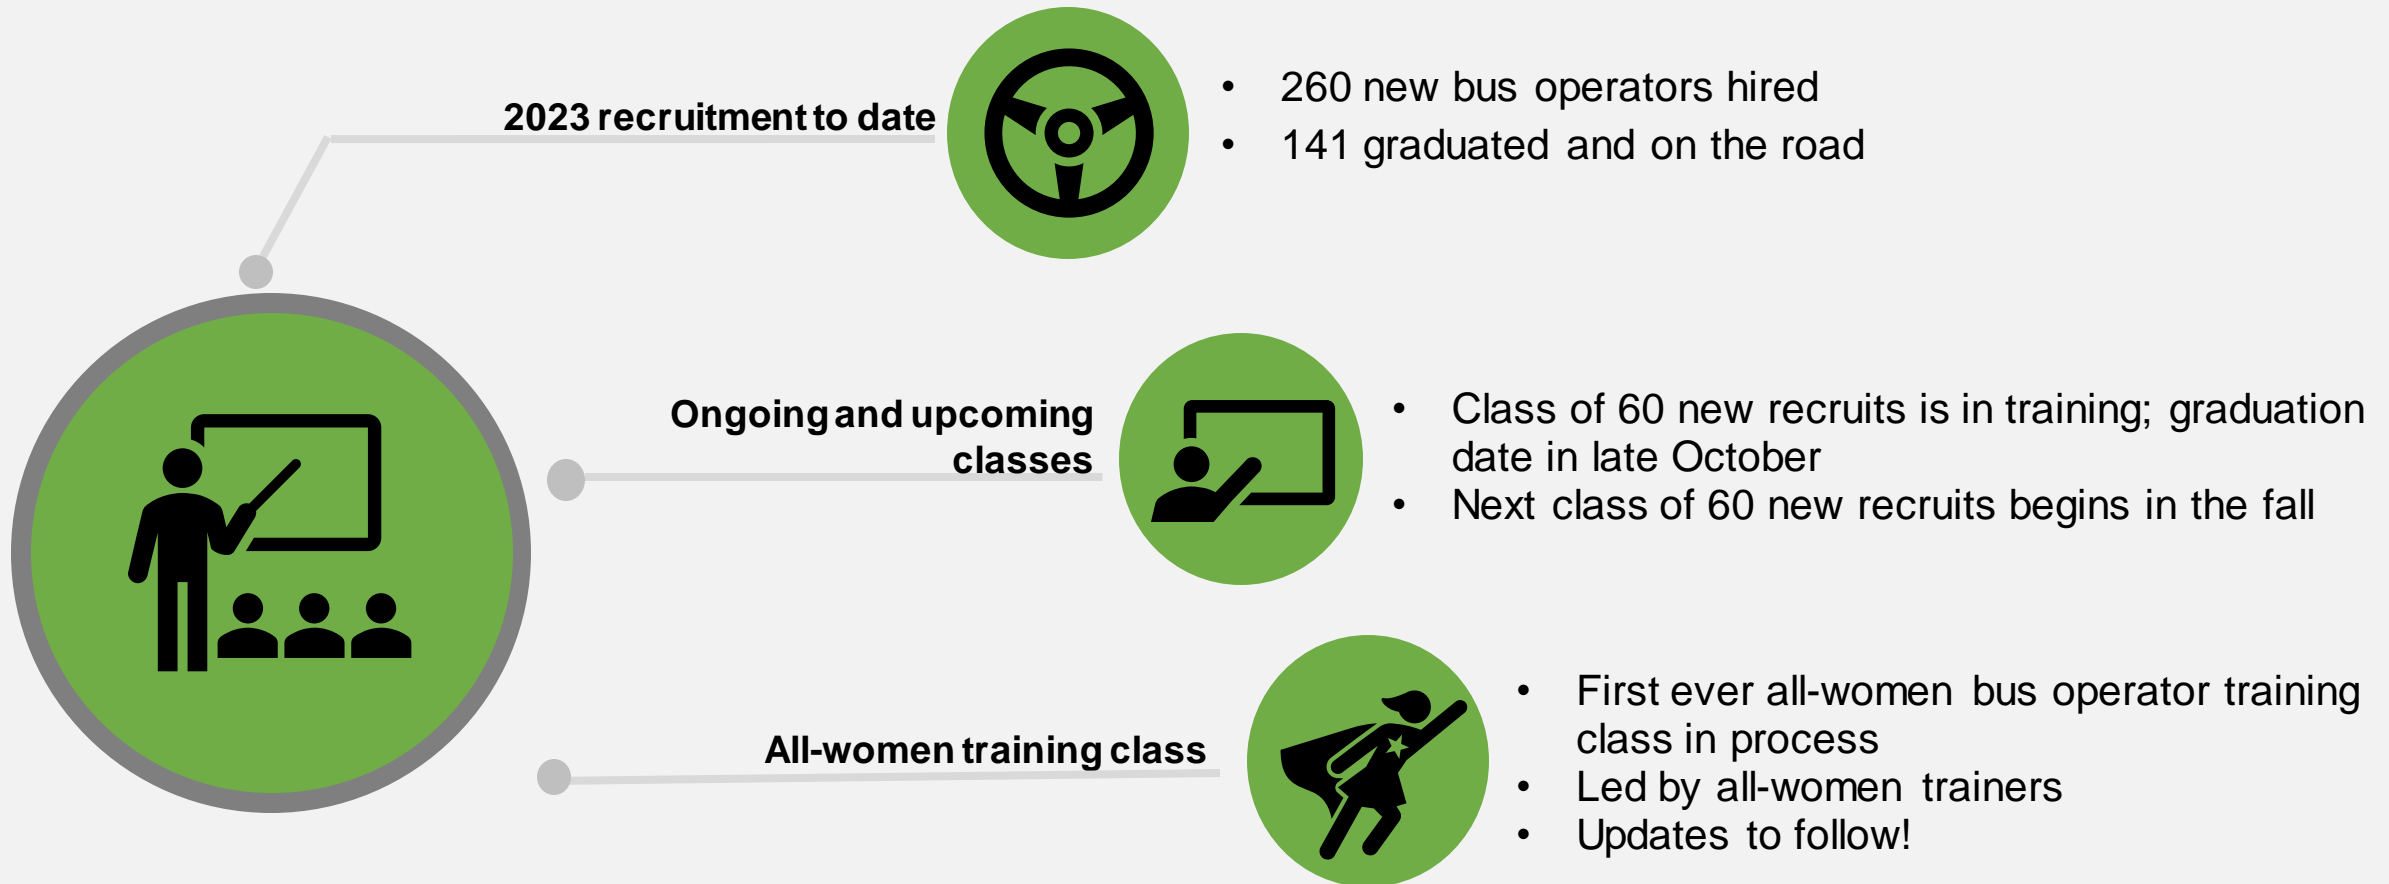 2023 recruitment to date
• 260 new bus operators hired
• 141 graduated and on the road
Ongoing and upcoming
classes
• Class of 60 new recruits is in training; graduation
date in late October
• Next class of 60 new recruits begins in the fall
All-women training class
• First ever all-women bus operator training
class in process
• Led by all-women trainers
• Updates to follow!